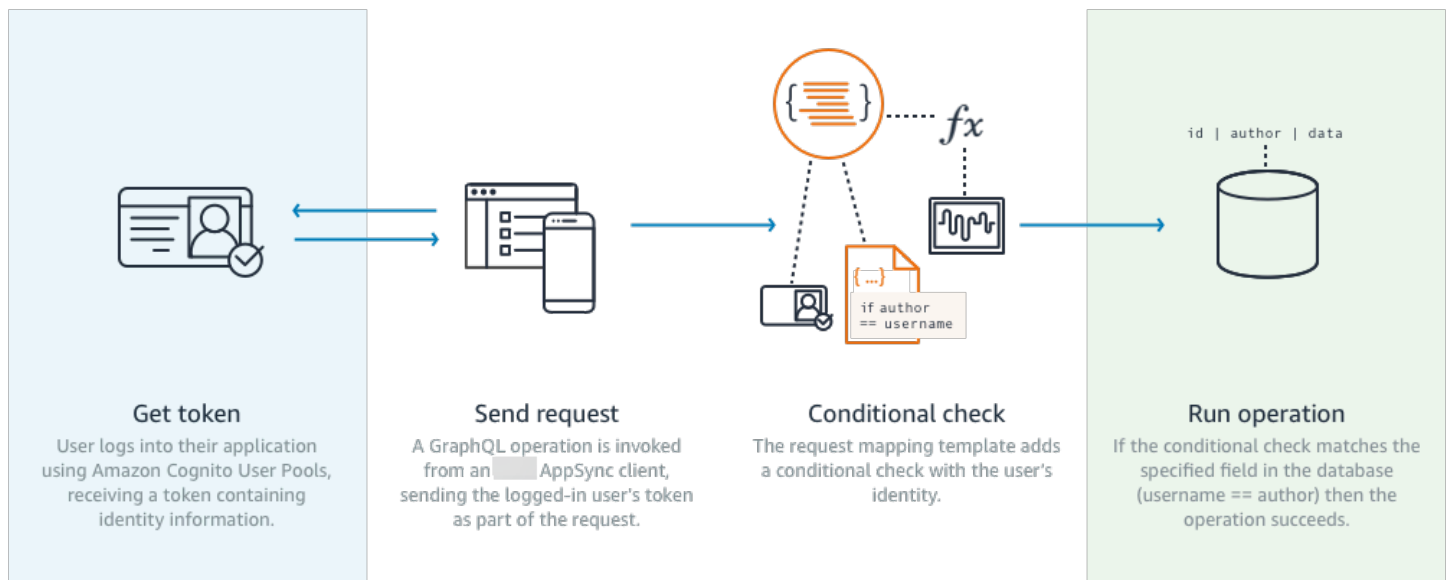 id | author | data
{ }
fx
{ ... }
if author
== username
Get token
User logs into their application
using Amazon Cognito User Pools,
receiving a token containing
identity information.
Send request
A GraphQL operation is invoked
from an AppSync client,
sending the logged-in user's token
as part of the request.
Conditional check
The request mapping template adds
a conditional check with the user's
identity.
Run operation
If the conditional check matches the
specified field in the database
(username == author) then the
operation succeeds.